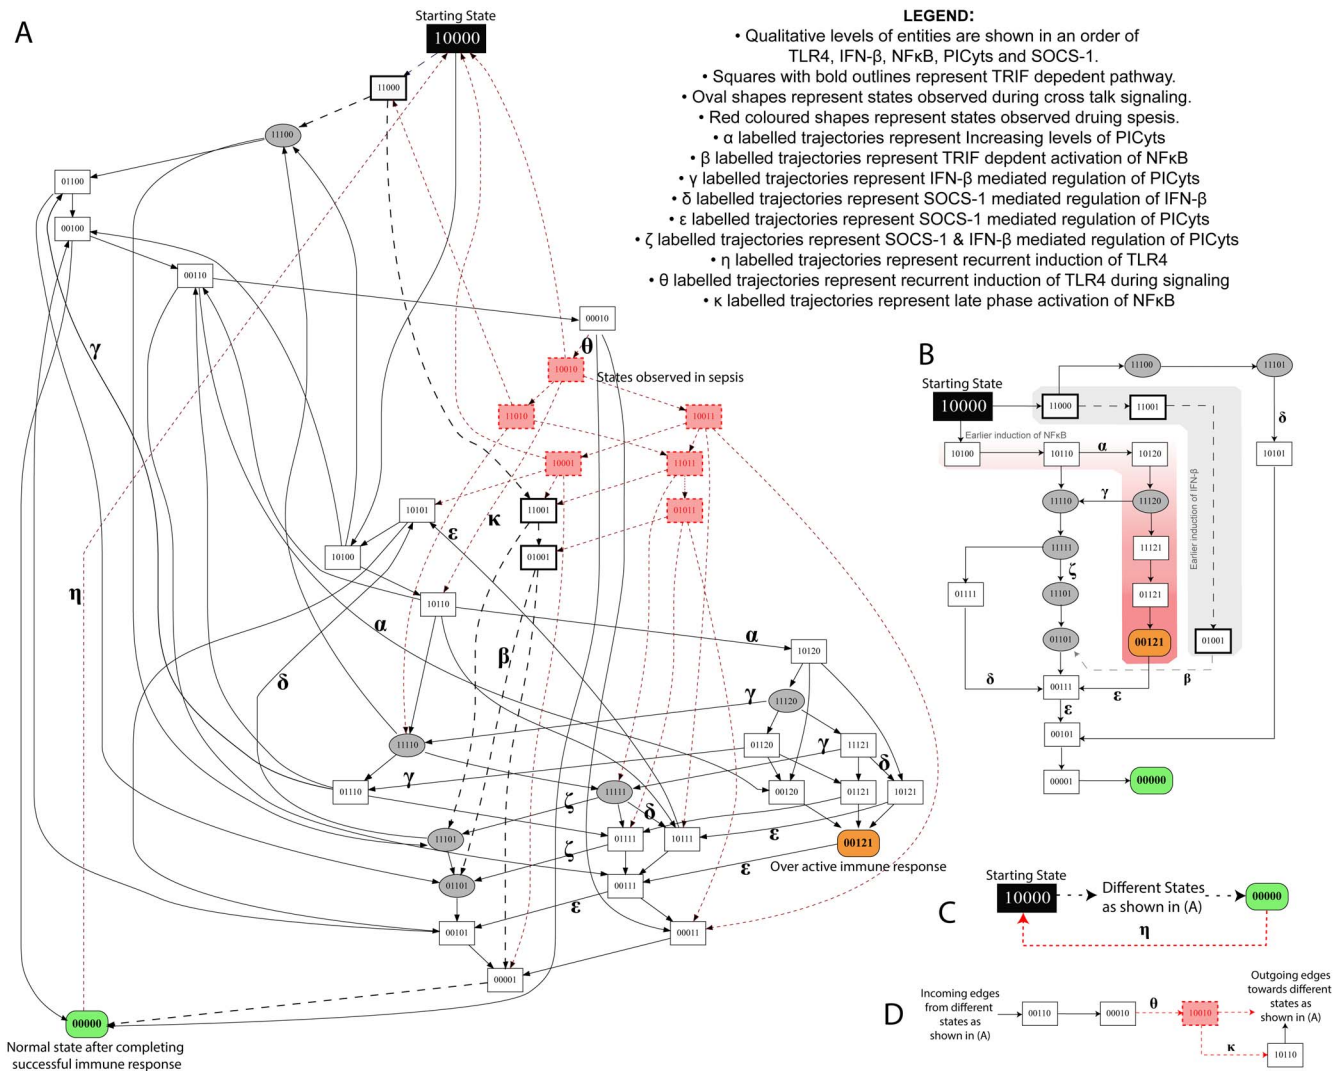 A
Starting State
10000
11000
11100
01100
00100
00110
γ
00010
θ
10010
States observed in sepsis
11010
10011
10001
11011
01011
10101
ε
κ
11001
10100
01001
η
10110
α
α
10120
β
δ
γ
11120
11110
01120
γ
11121
δ
γ
01110
11111
00120
01121
10121
ζ
δ
11101
01111
10111
ε
00121
ζ
Over active immune response
ε
01101
00111
ε
00101
00011
00001
00000
Normal state after completing
successful immune response
LEGEND:
• Qualitative levels of entities are shown in an order of
TLR4, IFN-β, NFκB, PICyts and SOCS-1.
• Squares with bold outlines represent TRIF depedent pathway.
• Oval shapes represent states observed during cross talk signaling.
• Red coloured shapes represent states observed druing spesis.
• α labelled trajectories represent Increasing levels of PICyts
• β labelled trajectories represent TRIF depdent activation of NFκB
• γ labelled trajectories represent IFN-β mediated regulation of PICyts
• δ labelled trajectories represent SOCS-1 mediated regulation of IFN-β
• ε labelled trajectories represent SOCS-1 mediated regulation of PICyts
• ζ labelled trajectories represent SOCS-1 & IFN-β mediated regulation of PICyts
• η labelled trajectories represent recurrent induction of TLR4
• θ labelled trajectories represent recurrent induction of TLR4 during signaling
• κ labelled trajectories represent late phase activation of NFκB
B
11100
11101
Starting State
10000
11000
11001
δ
Earlier induction of NFκB
α
10100
10110
10120
10101
Earlier induction of IFN-β
11110
γ
11120
11111
11121
ζ
01111
11101
01121
01101
00121
01001
β
δ
00111
ε
ε
00101
00001
00000
C
Starting State
10000
Different States
as shown in (A)
00000
η
D
Incoming edges
from different
states as
shown in (A)
00110
00010
θ
10010
κ
10110
Outgoing edges
towards different
states as
shown in (A)